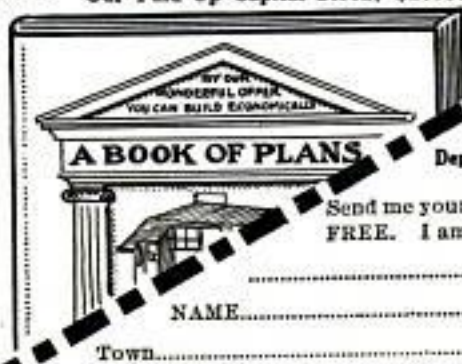 BY OUR
WONDERFUL OFFER
YOU CAN BUILD ECONOMICALLY
A BOOK OF PLANS
Send me your
FREE. I am
NAME
Town